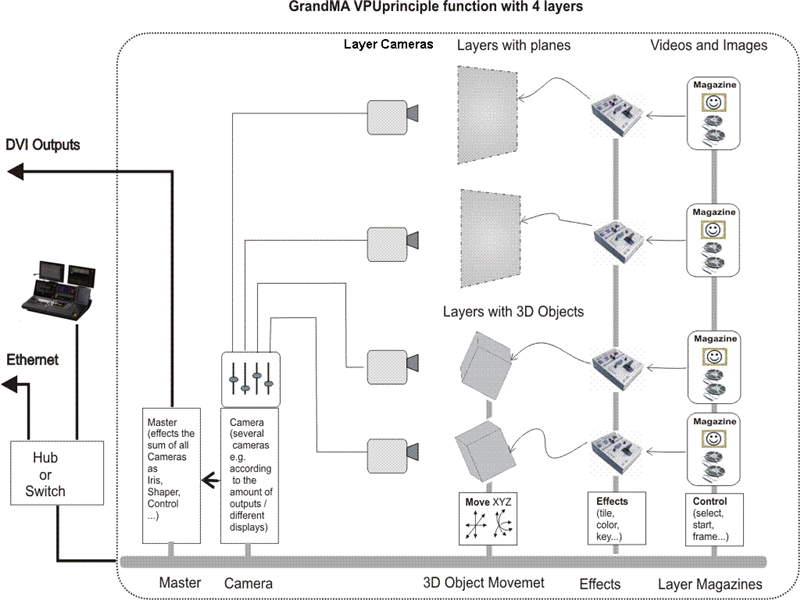 GrandMA VPUprinciple function with 4 layers
Layer Cameras
Layers with planes
Videos and Images
Magazine
DVI Outputs
Magazine
Layers with 3D Objects
Magazine
Ethernet
Magazine
Master
(effects the
sum of all
Cameras
as
Iris,
Shaper,
Control
...)
Camera
(several
cameras
e.g.
according
to the
amount of
outputs /
different
displays)
Hub
or
Switch
Move XYZ
Effects
(tile,
color,
key...)
Control
(select,
start,
frame...)
Master
Camera
3D Object Movemet
Effects
Layer Magazines